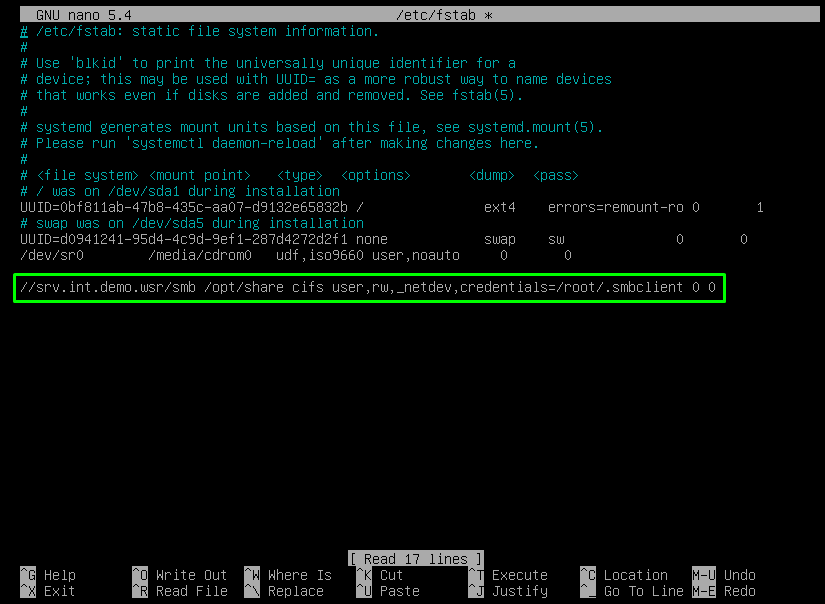 GNU nano 5.4 /etc/fstab *
# /etc/fstab: static file system information.
#
# Use 'blkid' to print the universally unique identifier for a
# device; this may be used with UUID= as a more robust way to name devices
# that works even if disks are added and removed. See fstab(5).
#
# systemd generates mount units based on this file, see systemd.mount(5).
# Please run 'systemctl daemon-reload' after making changes here.
#
# <file system> <mount point>   <type>  <options>       <dump>  <pass>
# / was on /dev/sda1 during installation
UUID=0bf811ab-47b8-435c-aa07-d9132e65832b /               ext4    errors=remount-ro 0       1
# swap was on /dev/sda5 during installation
UUID=d0941241-95d4-4c9d-9ef1-287d4272d2f1 none            swap    sw              0       0
/dev/sr0        /media/cdrom0   udf,iso9660 user,noauto     0       0
//srv.int.demo.wsr/smb /opt/share cifs user,rw,_netdev,credentials=/root/.smbclient 0 0
[ Read 17 lines ]
^G Help ^O Write Out ^W Where Is ^K Cut ^T Execute ^C Location M-U Undo
^X Exit ^R Read File ^\ Replace ^U Paste ^J Justify ^_ Go To Line M-E Redo